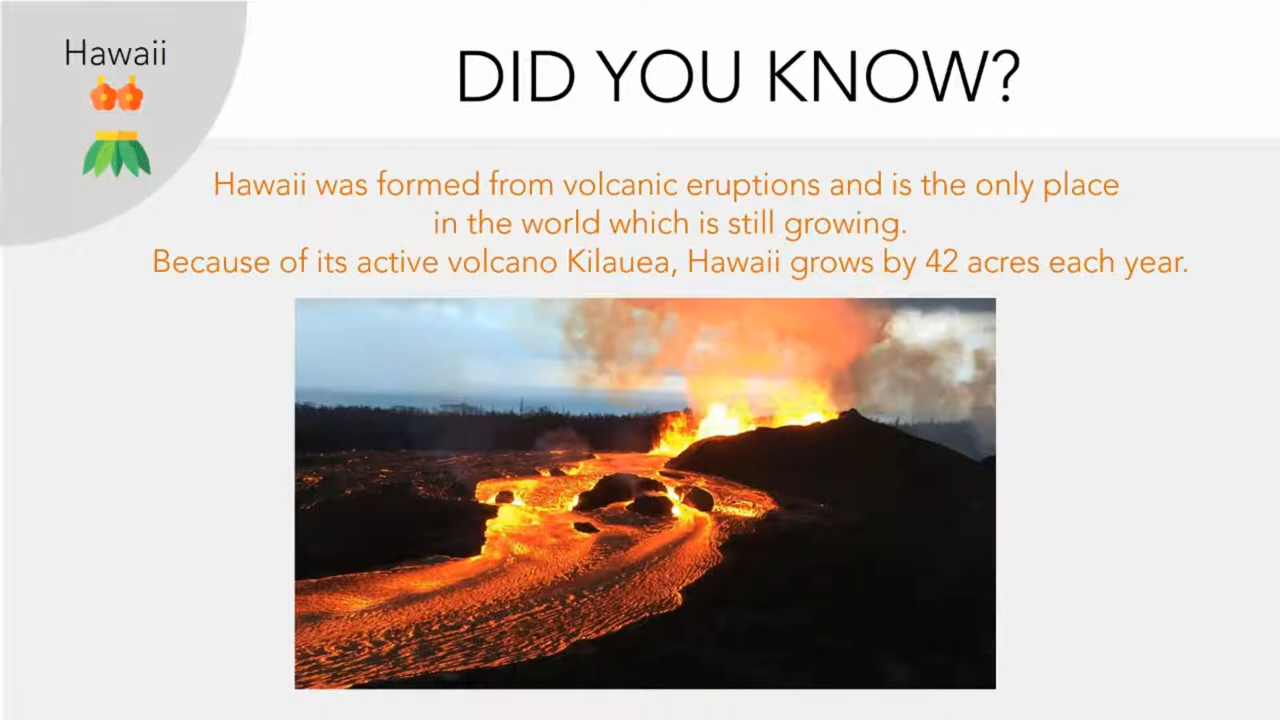 Hawaii
DID YOU KNOW?
Hawaii was formed from volcanic eruptions and is the only place
in the world which is still growing.
Because of its active volcano Kilauea, Hawaii grows by 42 acres each year.